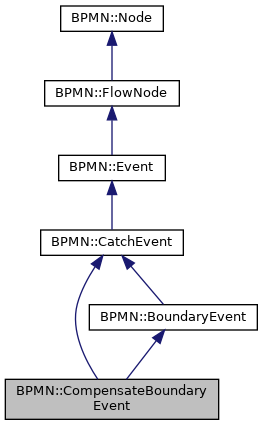 BPMN::Node
BPMN::FlowNode
BPMN::Event
BPMN::CatchEvent
BPMN::BoundaryEvent
BPMN::CompensateBoundary
Event